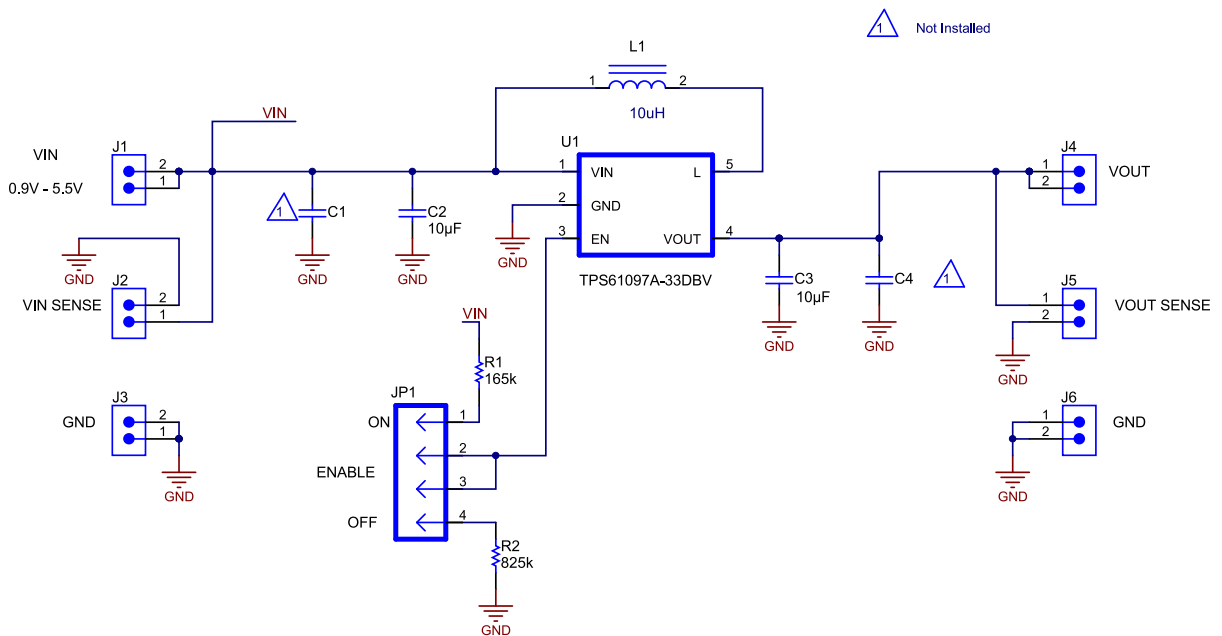 1 Not Installed
L1
1 2
10uH
VIN
U1
J1
VIN
2
1
0.9V - 5.5V
1 VIN L 5
2 GND
3 EN VOUT 4
TPS61097A-33DBV
1 C1
C2
10µF
GND
GND
GND
GND
J2
VIN SENSE
2
1
C3
10µF
C4
1
GND
GND
J4
1
2
VOUT
J5
1
2
VOUT SENSE
GND
VIN
R1
165k
J3
GND
2
1
GND
JP1
ON
1
2
ENABLE
3
OFF
4
R2
825k
GND
J6
1
2
GND
GND